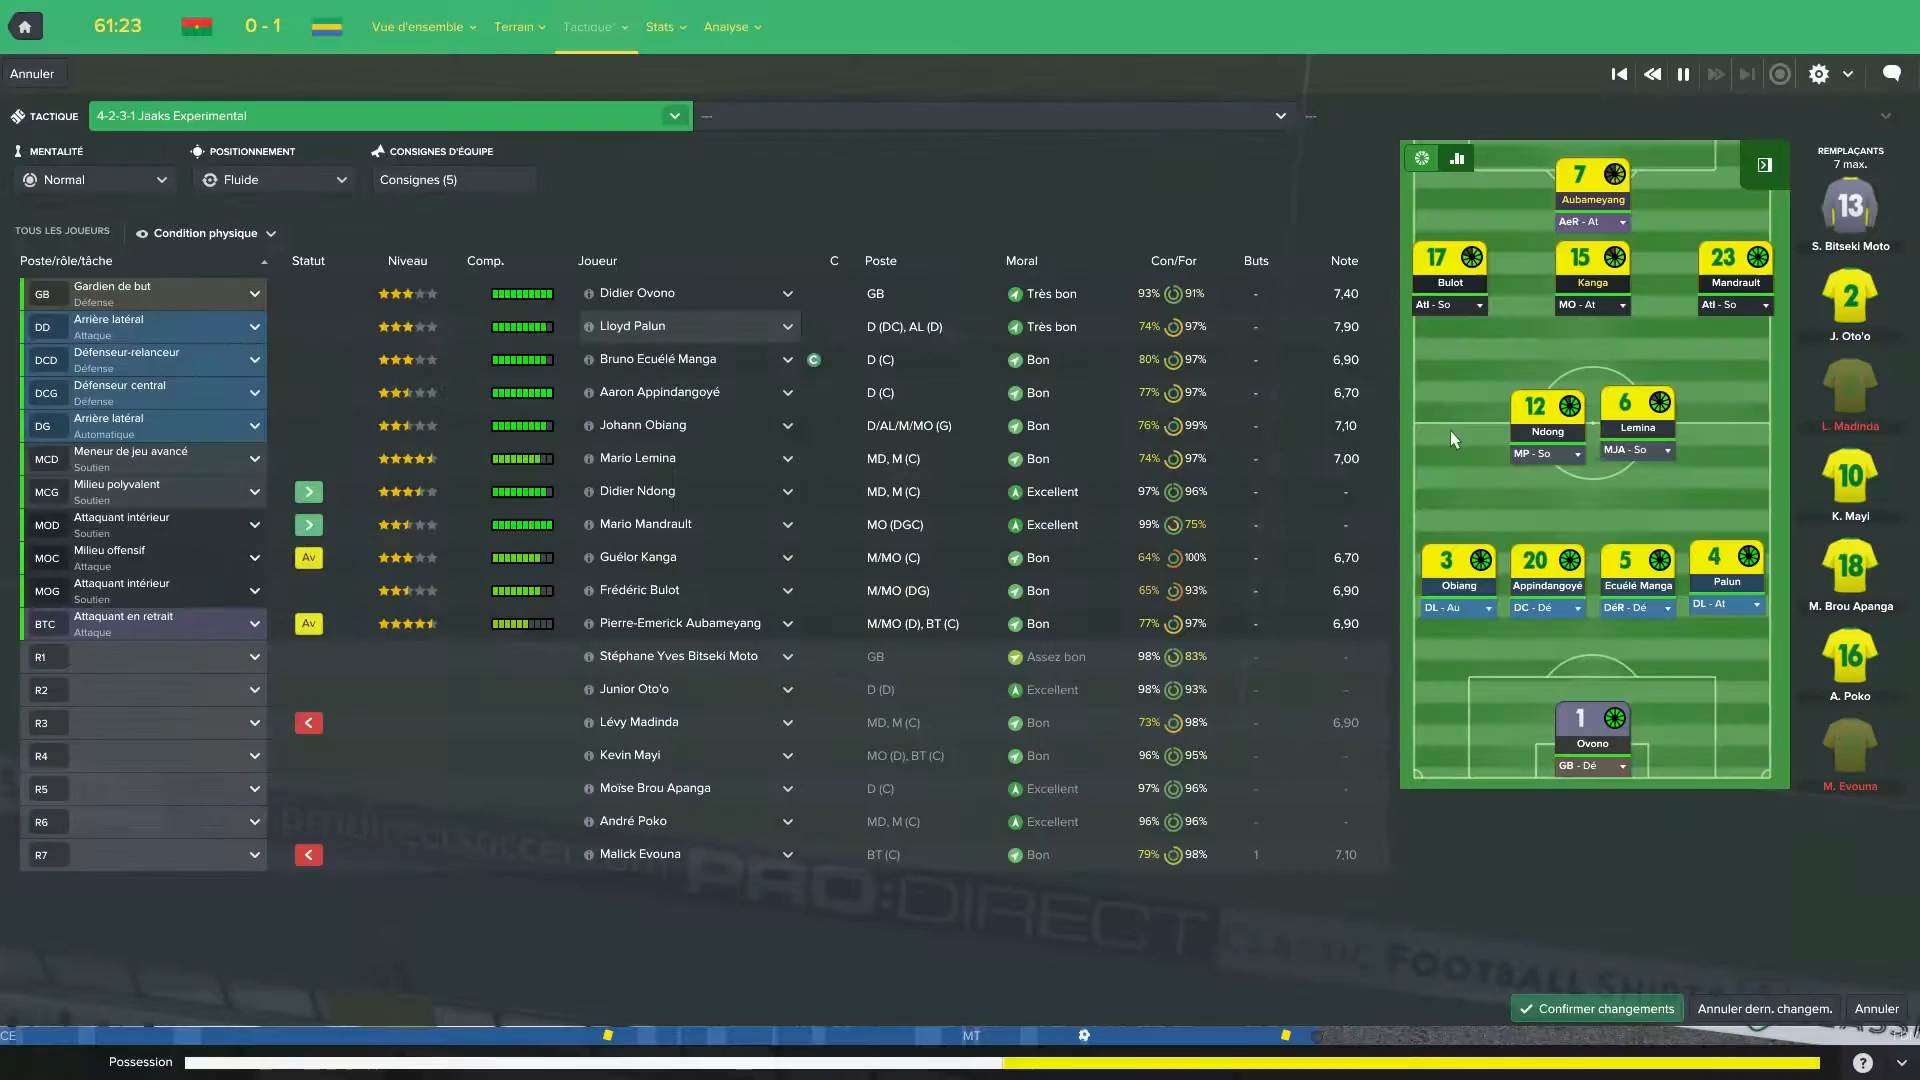 61:23 0 - 1 Vue d'ensemble Terrain Tactique* Stats Analyse
Annuler
TACTIQUE 4-2-3-1 Jaaks Experimental --- ---
MENTALITÉ POSITIONNEMENT CONSIGNES D'ÉQUIPE
Normal Fluide Consignes (5)
TOUS LES JOUEURS Condition physique
Poste/rôle/tâche Statut Niveau Comp. Joueur C Poste Moral Con/For Buts Note
GB Gardien de but Défense Didier Ovono GB Très bon 93% 91% - 7,40
DD Arrière latéral Attaque Lloyd Palun D (DC), AL (D) Très bon 74% 97% - 7,90
DCD Défenseur-relanceur Défense Bruno Ecuélé Manga C D (C) Bon 80% 97% - 6,90
DCG Défenseur central Défense Aaron Appindangoyé D (C) Bon 77% 97% - 6,70
DG Arrière latéral Automatique Johann Obiang D/AL/M/MO (G) Bon 76% 99% - 7,10
MCD Meneur de jeu avancé Soutien Mario Lemina MD, M (C) Bon 74% 97% - 7,00
MCG Milieu polyvalent Soutien Didier Ndong MD, M (C) Excellent 97% 96% - -
MOD Attaquant intérieur Soutien Mario Mandrault MO (DGC) Excellent 99% 75% - -
MOC Milieu offensif Attaque Av Guélor Kanga M/MO (C) Bon 64% 100% - 6,70
MOG Attaquant intérieur Soutien Frédéric Bulot M/MO (DG) Bon 65% 93% - 6,90
BTC Attaquant en retrait Attaque Av Pierre-Emerick Aubameyang M/MO (D), BT (C) Bon 77% 97% - 6,90
R1 Stéphane Yves Bitseki Moto GB Assez bon 98% 83% - -
R2 Junior Oto'o D (D) Excellent 98% 93% - -
R3 Lévy Madinda MD, M (C) Bon 73% 98% - 6,90
R4 Kevin Mayi MO (D), BT (C) Bon 96% 95% - -
R5 Moïse Brou Apanga D (C) Excellent 97% 96% - -
R6 André Poko MD, M (C) Excellent 96% 96% - -
R7 Malick Evouna BT (C) Bon 79% 98% 1 7,10
7
Aubameyang
AeR - At
17 15 23
Bulot Kanga Mandrault
AtI - So MO - At AtI - So
12 6
Ndong Lemina
MP - So MJA - So
3 20 5 4
Obiang Appindangoyé Ecuélé Manga Palun
DL - Au DC - Dé DéR - Dé DL - At
1
Ovono
GB - Dé
REMPLAÇANTS
7 max.
13
S. Bitseki Moto
2
J. Oto'o
L. Madinda
10
K. Mayi
18
M. Brou Apanga
16
A. Poko
M. Evouna
PRO:DIRECT
CLASSIC FOOTBALL SHIRTS
Confirmer changements Annuler dern. changem. Annuler
CE MT
Possession ?